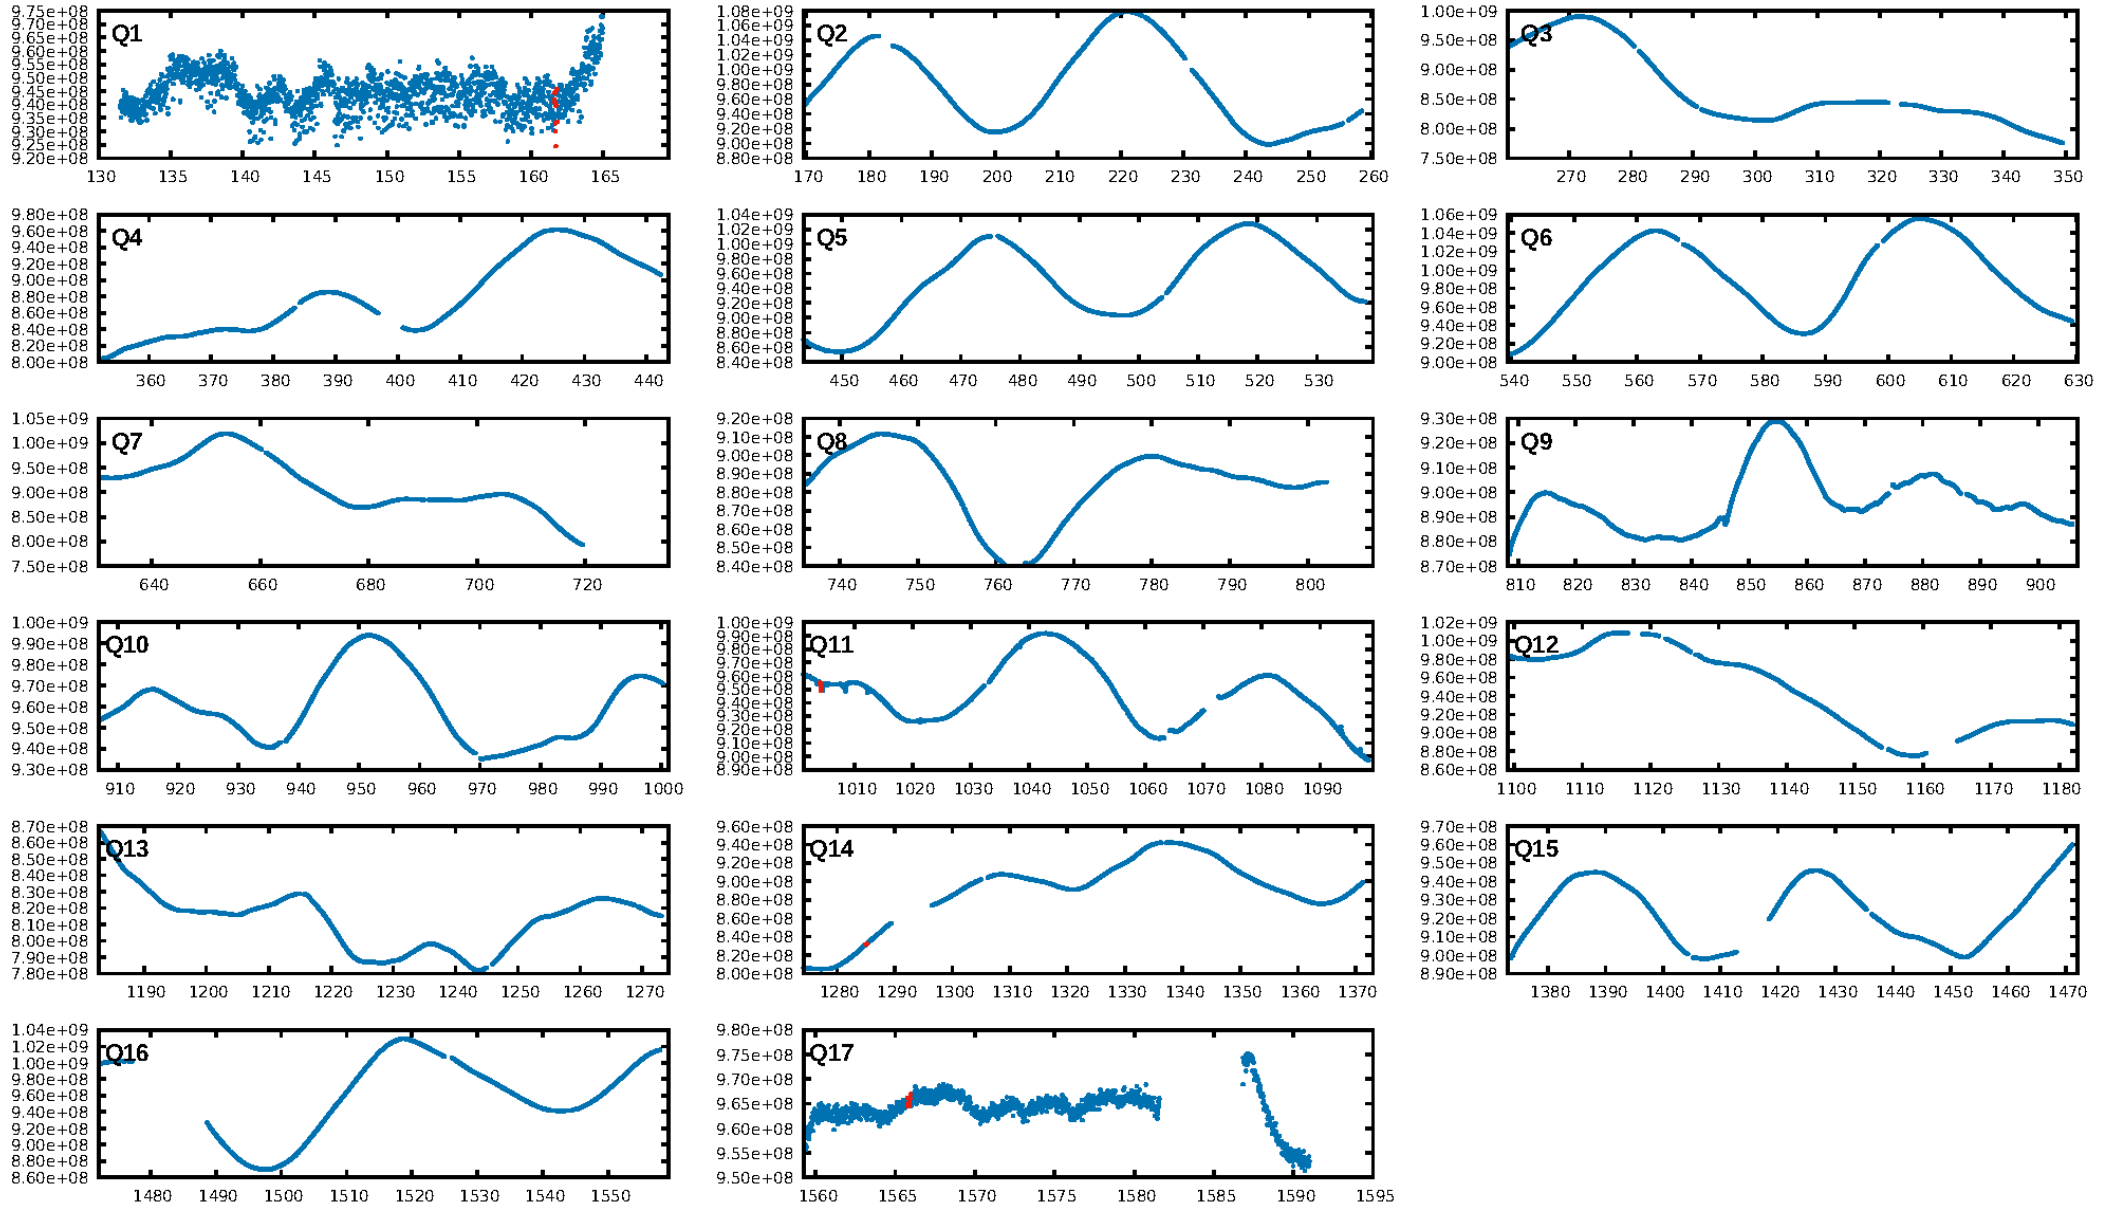 Q1
9.75e+08
9.70e+08
9.65e+08
9.60e+08
9.55e+08
9.50e+08
9.45e+08
9.40e+08
9.35e+08
9.30e+08
9.25e+08
9.20e+08
130 135 140 145 150 155 160 165
Q2
1.08e+09
1.06e+09
1.04e+09
1.02e+09
1.00e+09
9.80e+08
9.60e+08
9.40e+08
9.20e+08
9.00e+08
8.80e+08
170 180 190 200 210 220 230 240 250 260
Q3
1.00e+09
9.50e+08
9.00e+08
8.50e+08
8.00e+08
7.50e+08
270 280 290 300 310 320 330 340 350
Q4
9.80e+08
9.60e+08
9.40e+08
9.20e+08
9.00e+08
8.80e+08
8.60e+08
8.40e+08
8.20e+08
8.00e+08
360 370 380 390 400 410 420 430 440
Q5
1.04e+09
1.02e+09
1.00e+09
9.80e+08
9.60e+08
9.40e+08
9.20e+08
9.00e+08
8.80e+08
8.60e+08
8.40e+08
450 460 470 480 490 500 510 520 530
Q6
1.06e+09
1.04e+09
1.02e+09
1.00e+09
9.80e+08
9.60e+08
9.40e+08
9.20e+08
9.00e+08
540 550 560 570 580 590 600 610 620 630
Q7
1.05e+09
1.00e+09
9.50e+08
9.00e+08
8.50e+08
8.00e+08
7.50e+08
640 660 680 700 720
Q8
9.20e+08
9.10e+08
9.00e+08
8.90e+08
8.80e+08
8.70e+08
8.60e+08
8.50e+08
8.40e+08
740 750 760 770 780 790 800
Q9
9.30e+08
9.20e+08
9.10e+08
9.00e+08
8.90e+08
8.80e+08
8.70e+08
810 820 830 840 850 860 870 880 890 900
Q10
1.00e+09
9.90e+08
9.80e+08
9.70e+08
9.60e+08
9.50e+08
9.40e+08
9.30e+08
910 920 930 940 950 960 970 980 990 1000
Q11
1.00e+09
9.90e+08
9.80e+08
9.70e+08
9.60e+08
9.50e+08
9.40e+08
9.30e+08
9.20e+08
9.10e+08
9.00e+08
8.90e+08
1010 1020 1030 1040 1050 1060 1070 1080 1090
Q12
1.02e+09
1.00e+09
9.80e+08
9.60e+08
9.40e+08
9.20e+08
9.00e+08
8.80e+08
8.60e+08
1100 1110 1120 1130 1140 1150 1160 1170 1180
Q13
8.70e+08
8.60e+08
8.50e+08
8.40e+08
8.30e+08
8.20e+08
8.10e+08
8.00e+08
7.90e+08
7.80e+08
1190 1200 1210 1220 1230 1240 1250 1260 1270
Q14
9.60e+08
9.40e+08
9.20e+08
9.00e+08
8.80e+08
8.60e+08
8.40e+08
8.20e+08
8.00e+08
1280 1290 1300 1310 1320 1330 1340 1350 1360 1370
Q15
9.70e+08
9.60e+08
9.50e+08
9.40e+08
9.30e+08
9.20e+08
9.10e+08
9.00e+08
8.90e+08
1380 1390 1400 1410 1420 1430 1440 1450 1460 1470
Q16
1.04e+09
1.02e+09
1.00e+09
9.80e+08
9.60e+08
9.40e+08
9.20e+08
9.00e+08
8.80e+08
8.60e+08
1480 1490 1500 1510 1520 1530 1540 1550
Q17
9.80e+08
9.75e+08
9.70e+08
9.65e+08
9.60e+08
9.55e+08
9.50e+08
1560 1565 1570 1575 1580 1585 1590 1595